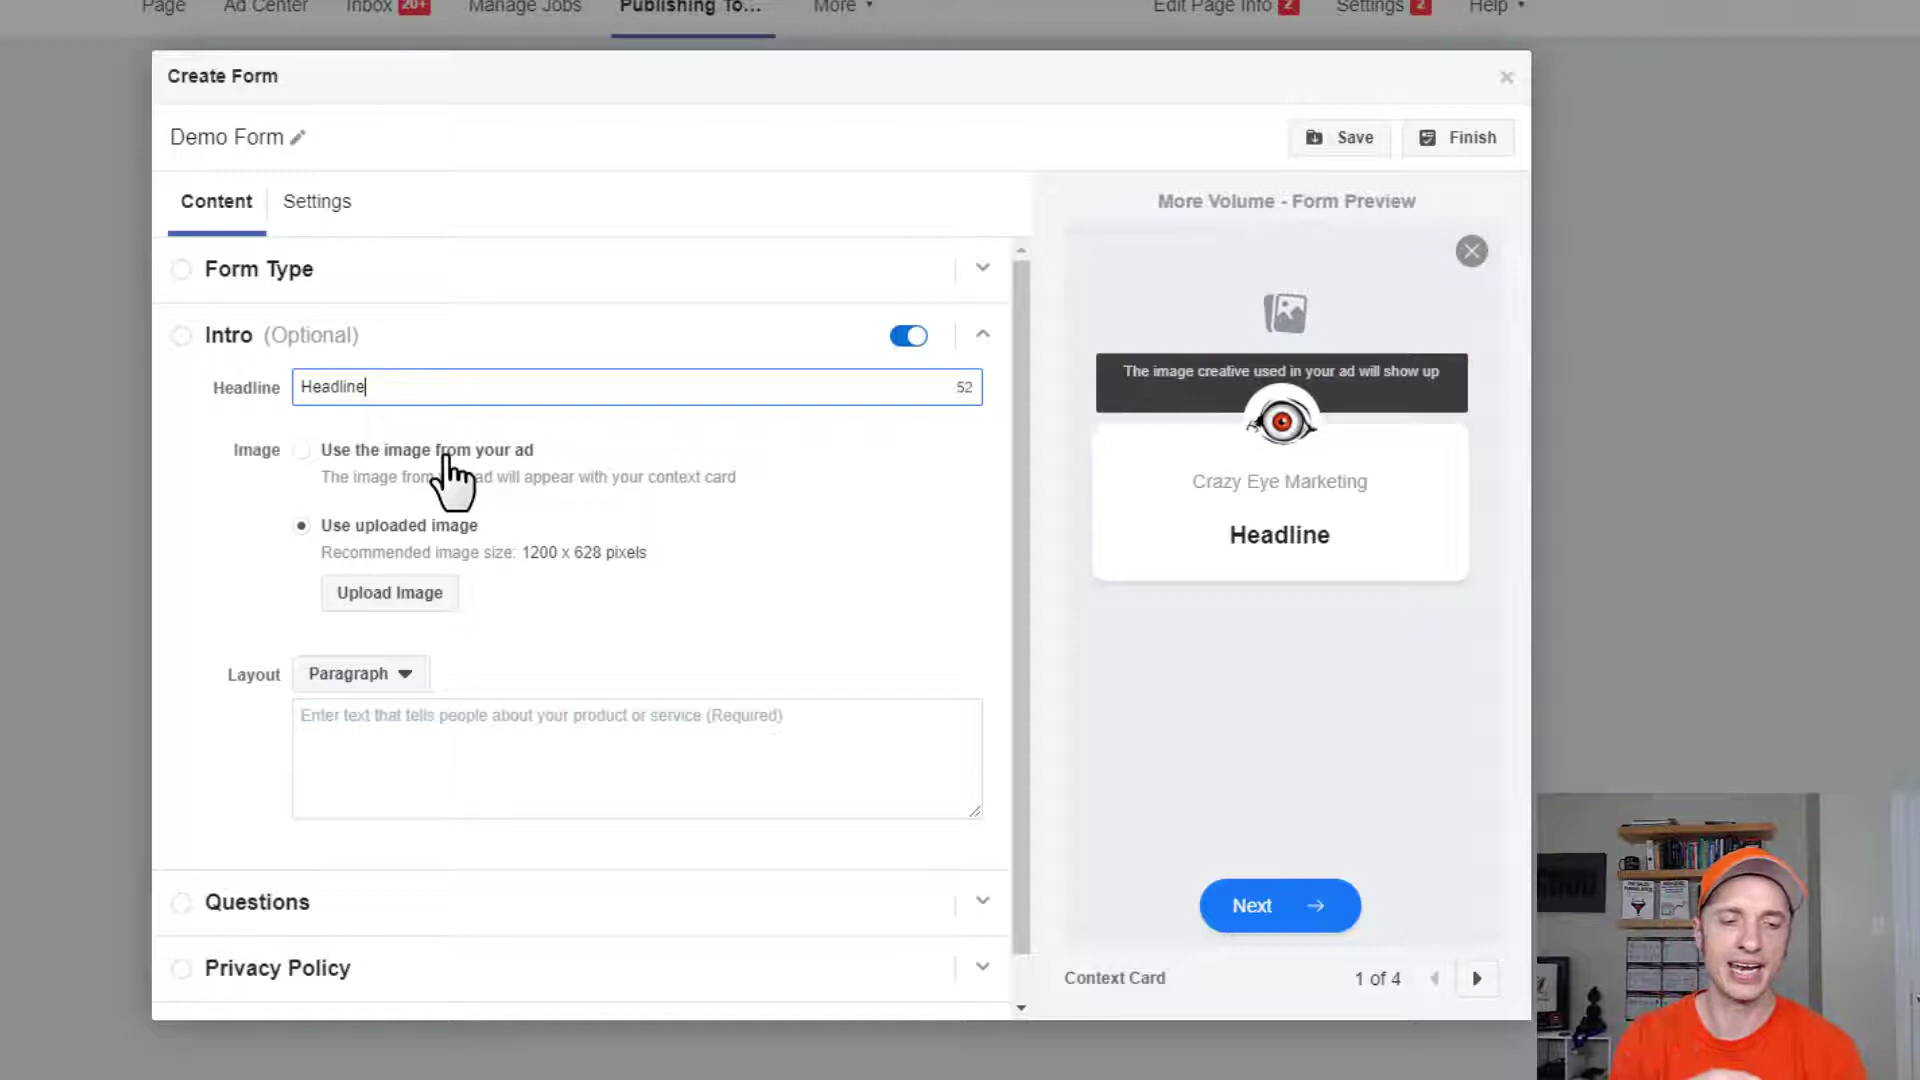 Page Ad Center Inbox 20+ Manage Jobs Publishing To... More Edit Page Info 2 Settings 2 Help
Create Form
Demo Form Save Finish
Content Settings More Volume - Form Preview
Form Type
Intro (Optional)
Headline Headline 52
The image creative used in your ad will show up
Image Use the image from your ad
The image from ad will appear with your context card
Crazy Eye Marketing
Use uploaded image
Headline
Recommended image size: 1200 x 628 pixels
Upload Image
Layout Paragraph
Enter text that tells people about your product or service (Required)
Questions
Next
Privacy Policy
Context Card 1 of 4